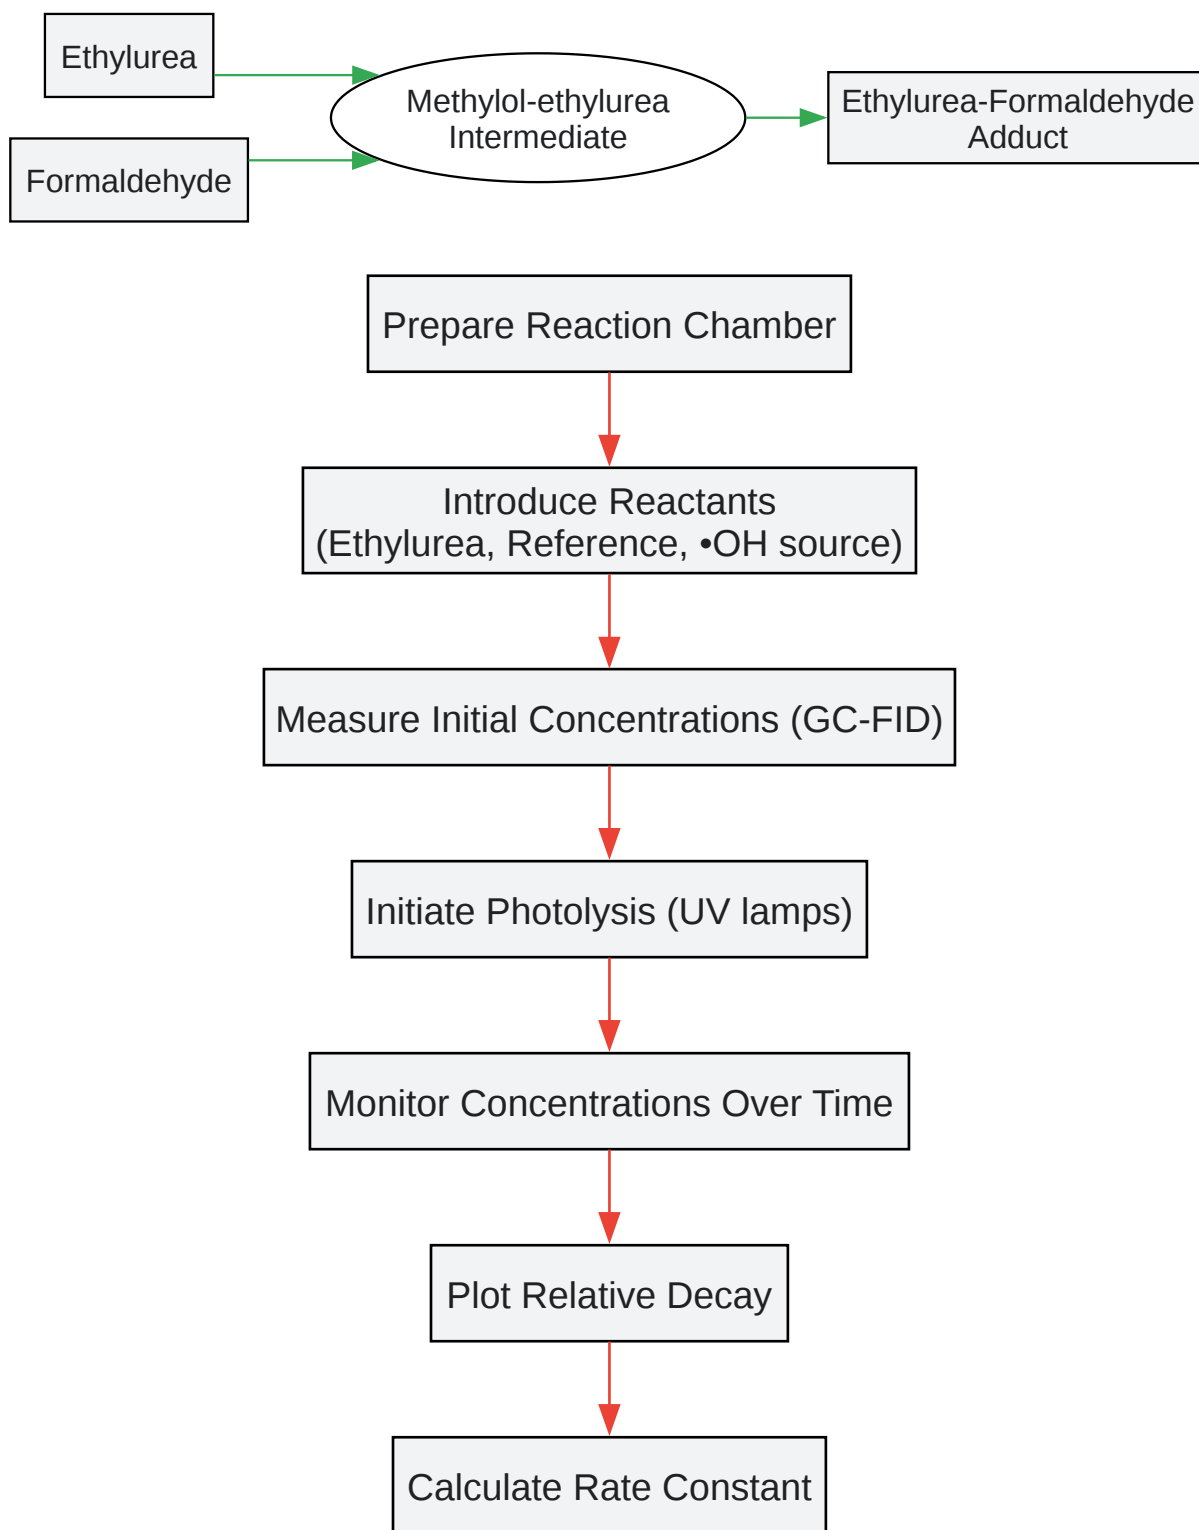 Ethylurea
Formaldehyde
Methylol-ethylurea
Intermediate
Ethylurea-Formaldehyde
Adduct
Prepare Reaction Chamber
Introduce Reactants
(Ethylurea, Reference, •OH source)
Measure Initial Concentrations (GC-FID)
Initiate Photolysis (UV lamps)
Monitor Concentrations Over Time
Plot Relative Decay
Calculate Rate Constant